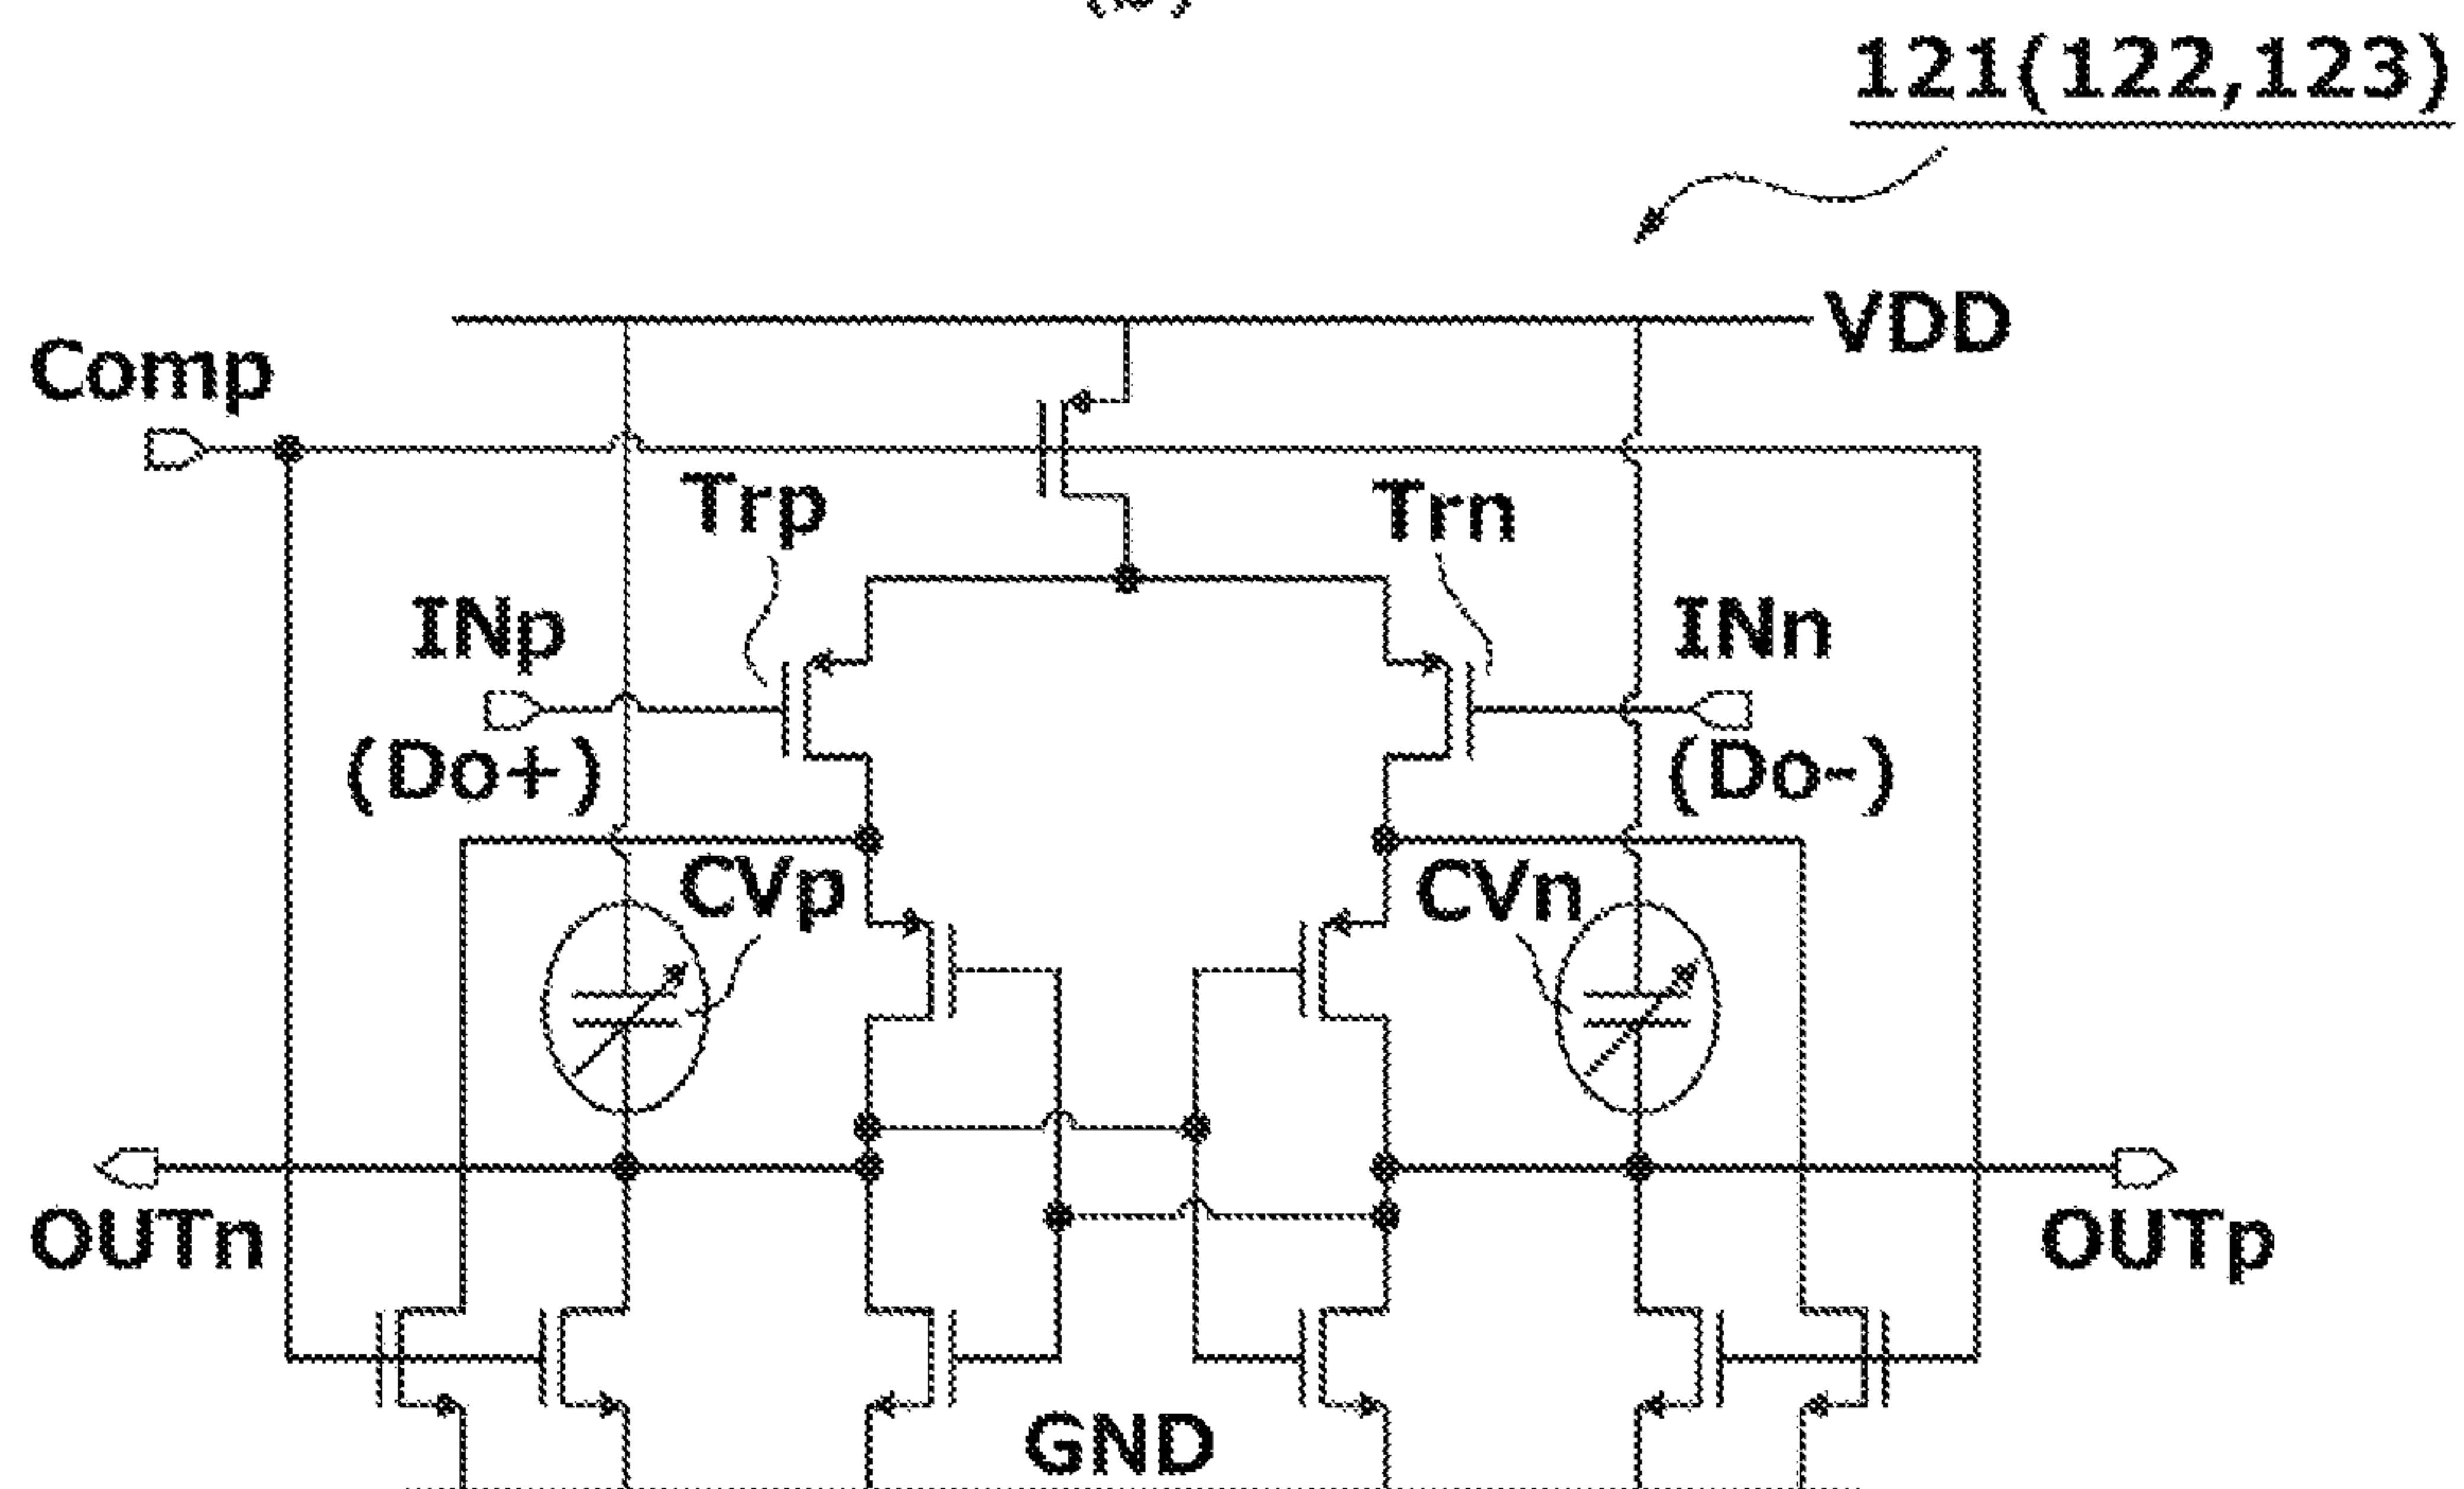 121(122,123)
VDD
Comp
Trp
Trn
INp
INn
(Do+)
(Do-)
CVp
CVn
OUTn
OUTp
GND